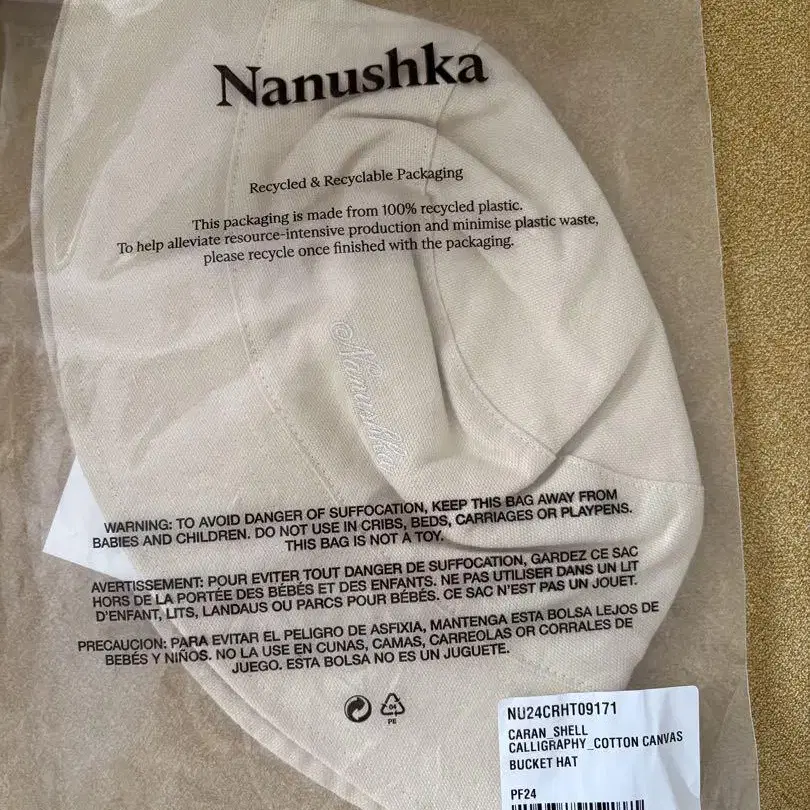 Nanushka
Recycled & Recyclable Packaging
This packaging is made from 100% recycled plastic.
To help alleviate resource-intensive production and minimise plastic waste,
please recycle once finished with the packaging.
@Nanushka
WARNING: TO AVOID DANGER OF SUFFOCATION, KEEP THIS BAG AWAY FROM
BABIES AND CHILDREN. DO NOT USE IN CRIBS, BEDS, CARRIAGES OR PLAYPENS.
THIS BAG IS NOT A TOY.
AVERTISSEMENT: POUR EVITER TOUT DANGER DE SUFFOCATION, GARDEZ CE SAC
HORS DE LA PORTÉE DES BÉBÉS ET DES ENFANTS. NE PAS UTILISER DANS UN LIT
D'ENFANT, LITS, LANDAUS OU PARCS POUR BÉBÉS. CE SAC N'EST PAS UN JOUET.
PRECAUCION: PARA EVITAR EL PELIGRO DE ASFIXIA, MANTENGA ESTA BOLSA LEJOS DE
BEBÉS Y NIÑOS. NO LA USE EN CUNAS, CAMAS, CARREOLAS OR CORRALES DE
JUEGO. ESTA BOLSA NO ES UN JUGUETE.
04
PE
NU24CRHT09171
CARAN_SHELL
CALLIGRAPHY_COTTON CANVAS
BUCKET HAT
PF24